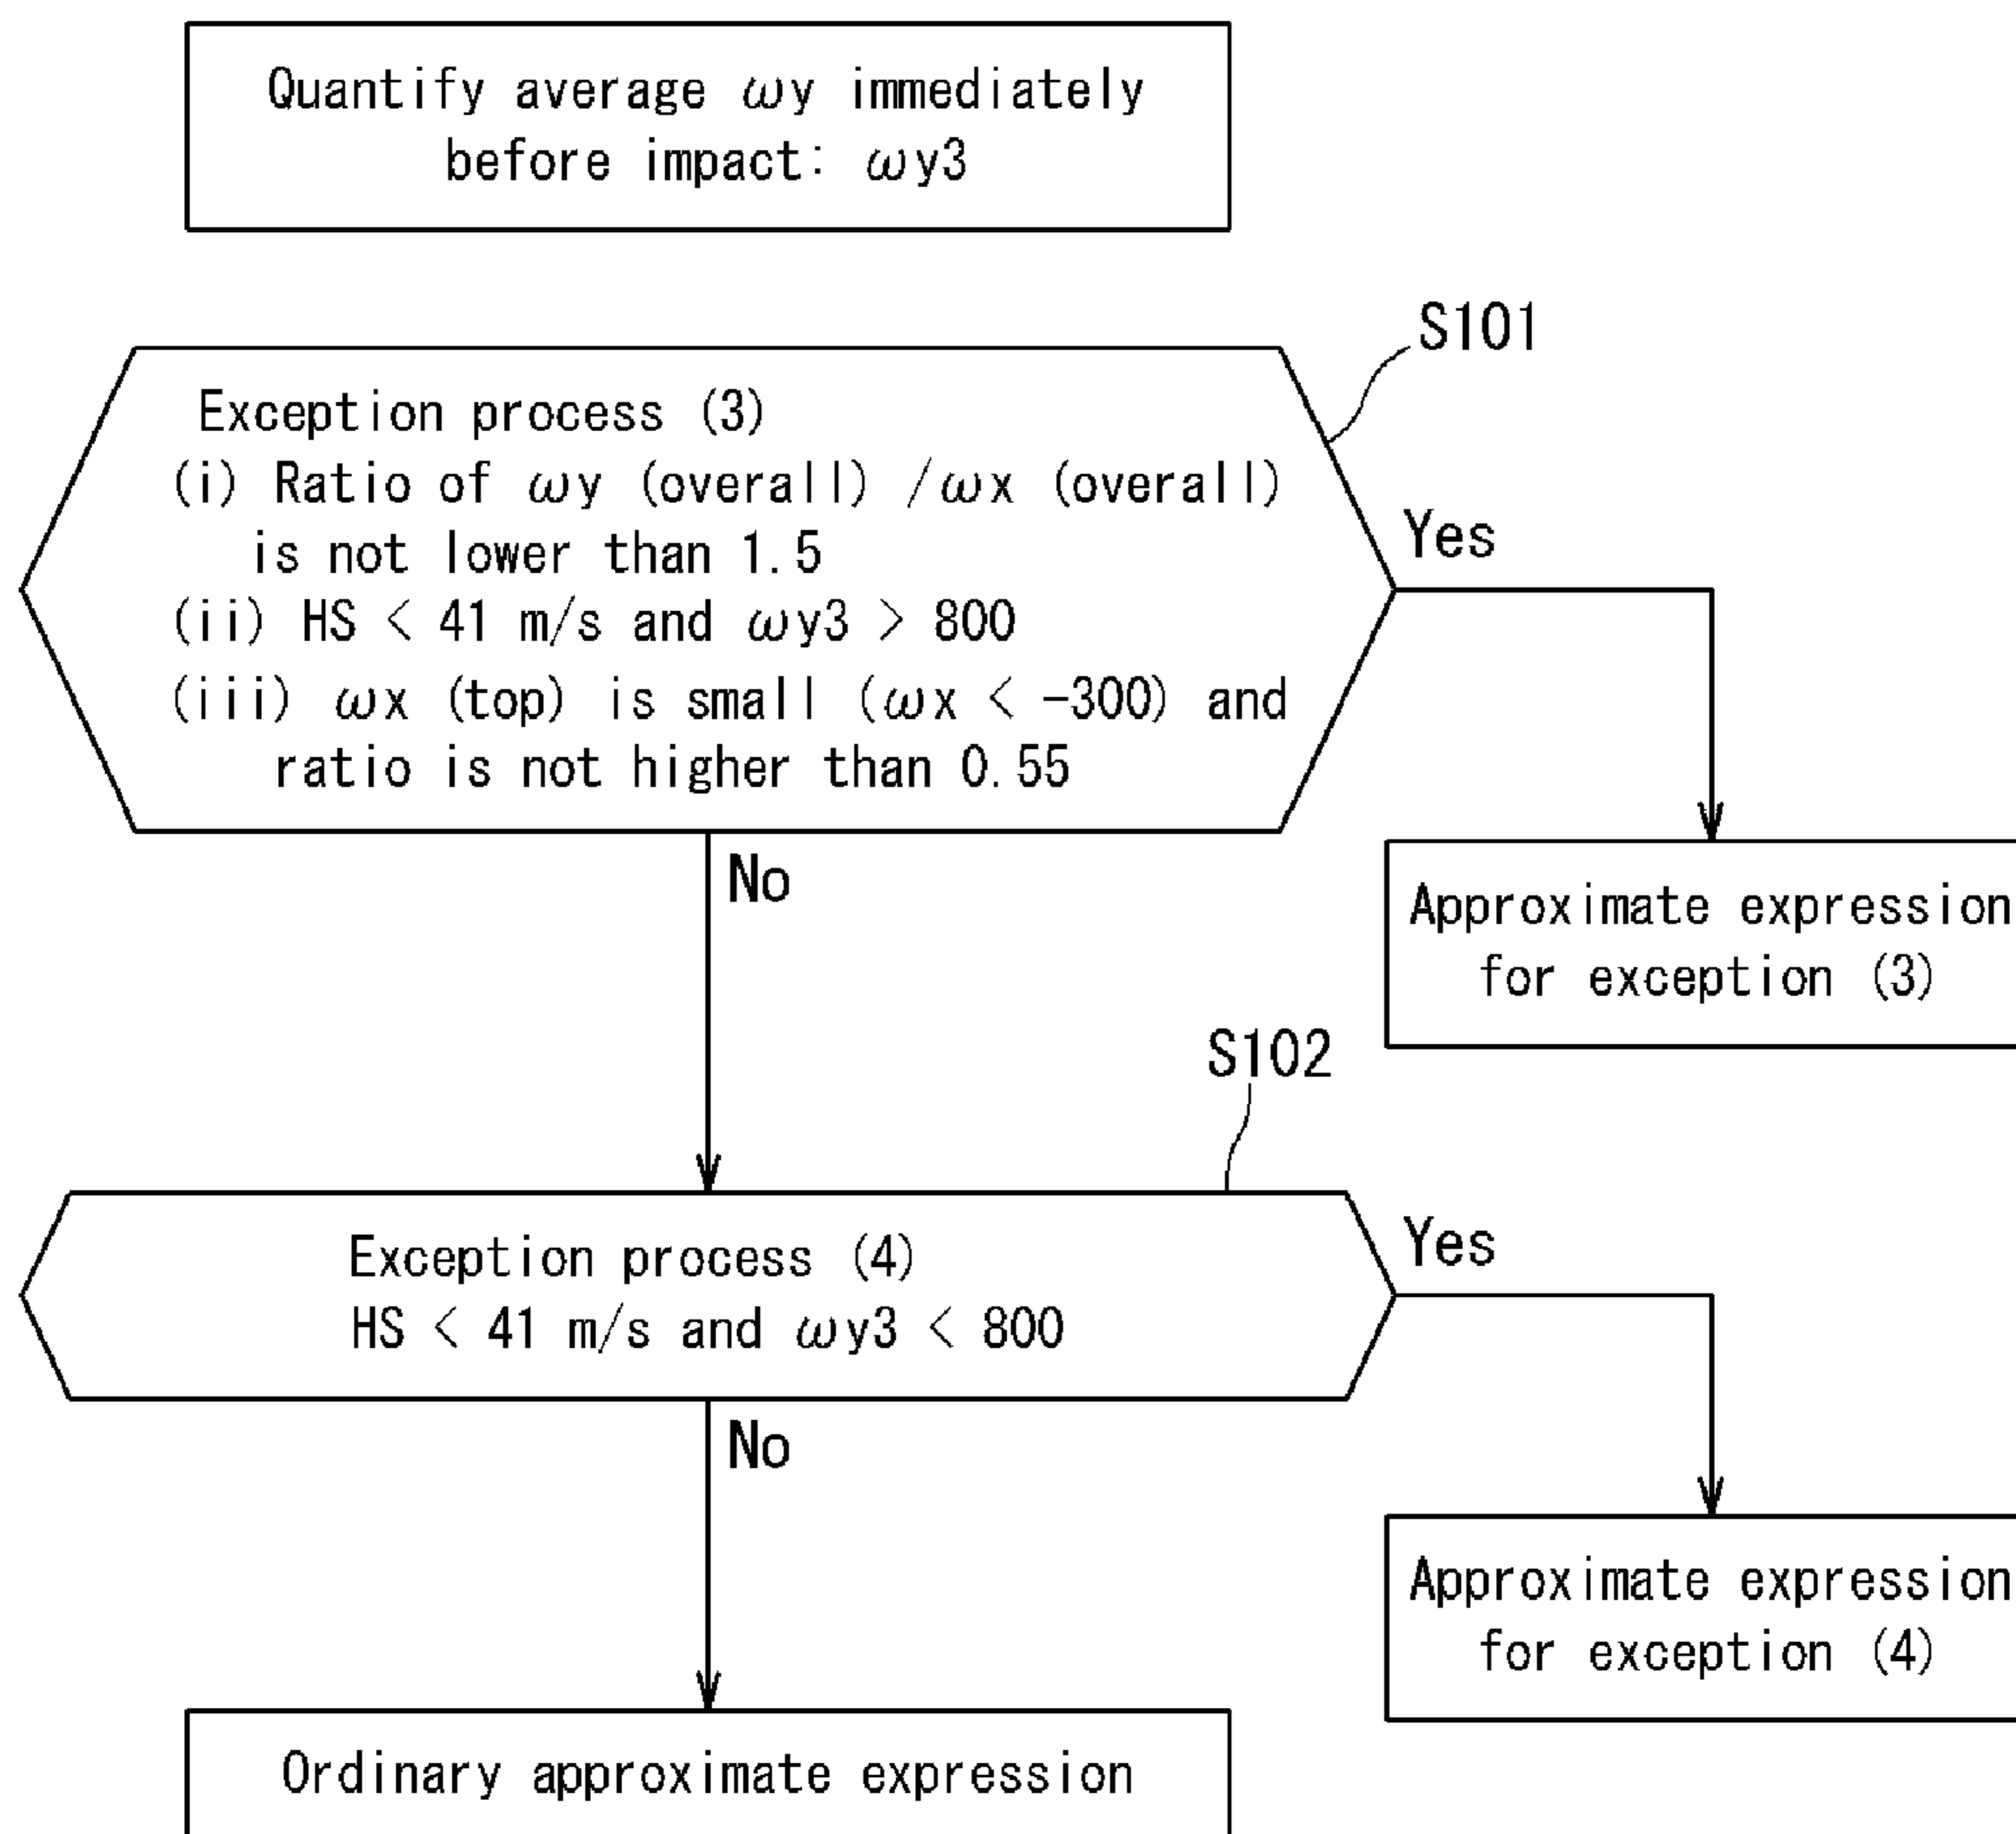 Quantify average ωy immediately
before impact: ωy3
S101
Exception process (3)
(i) Ratio of ωy (overall) /ωx (overall)
is not lower than 1.5
(ii) HS < 41 m/s and ωy3 > 800
(iii) ωx (top) is small (ωx < -300) and
ratio is not higher than 0.55
Yes
No
Approximate expression
for exception (3)
S102
Exception process (4)
HS < 41 m/s and ωy3 < 800
Yes
No
Approximate expression
for exception (4)
Ordinary approximate expression